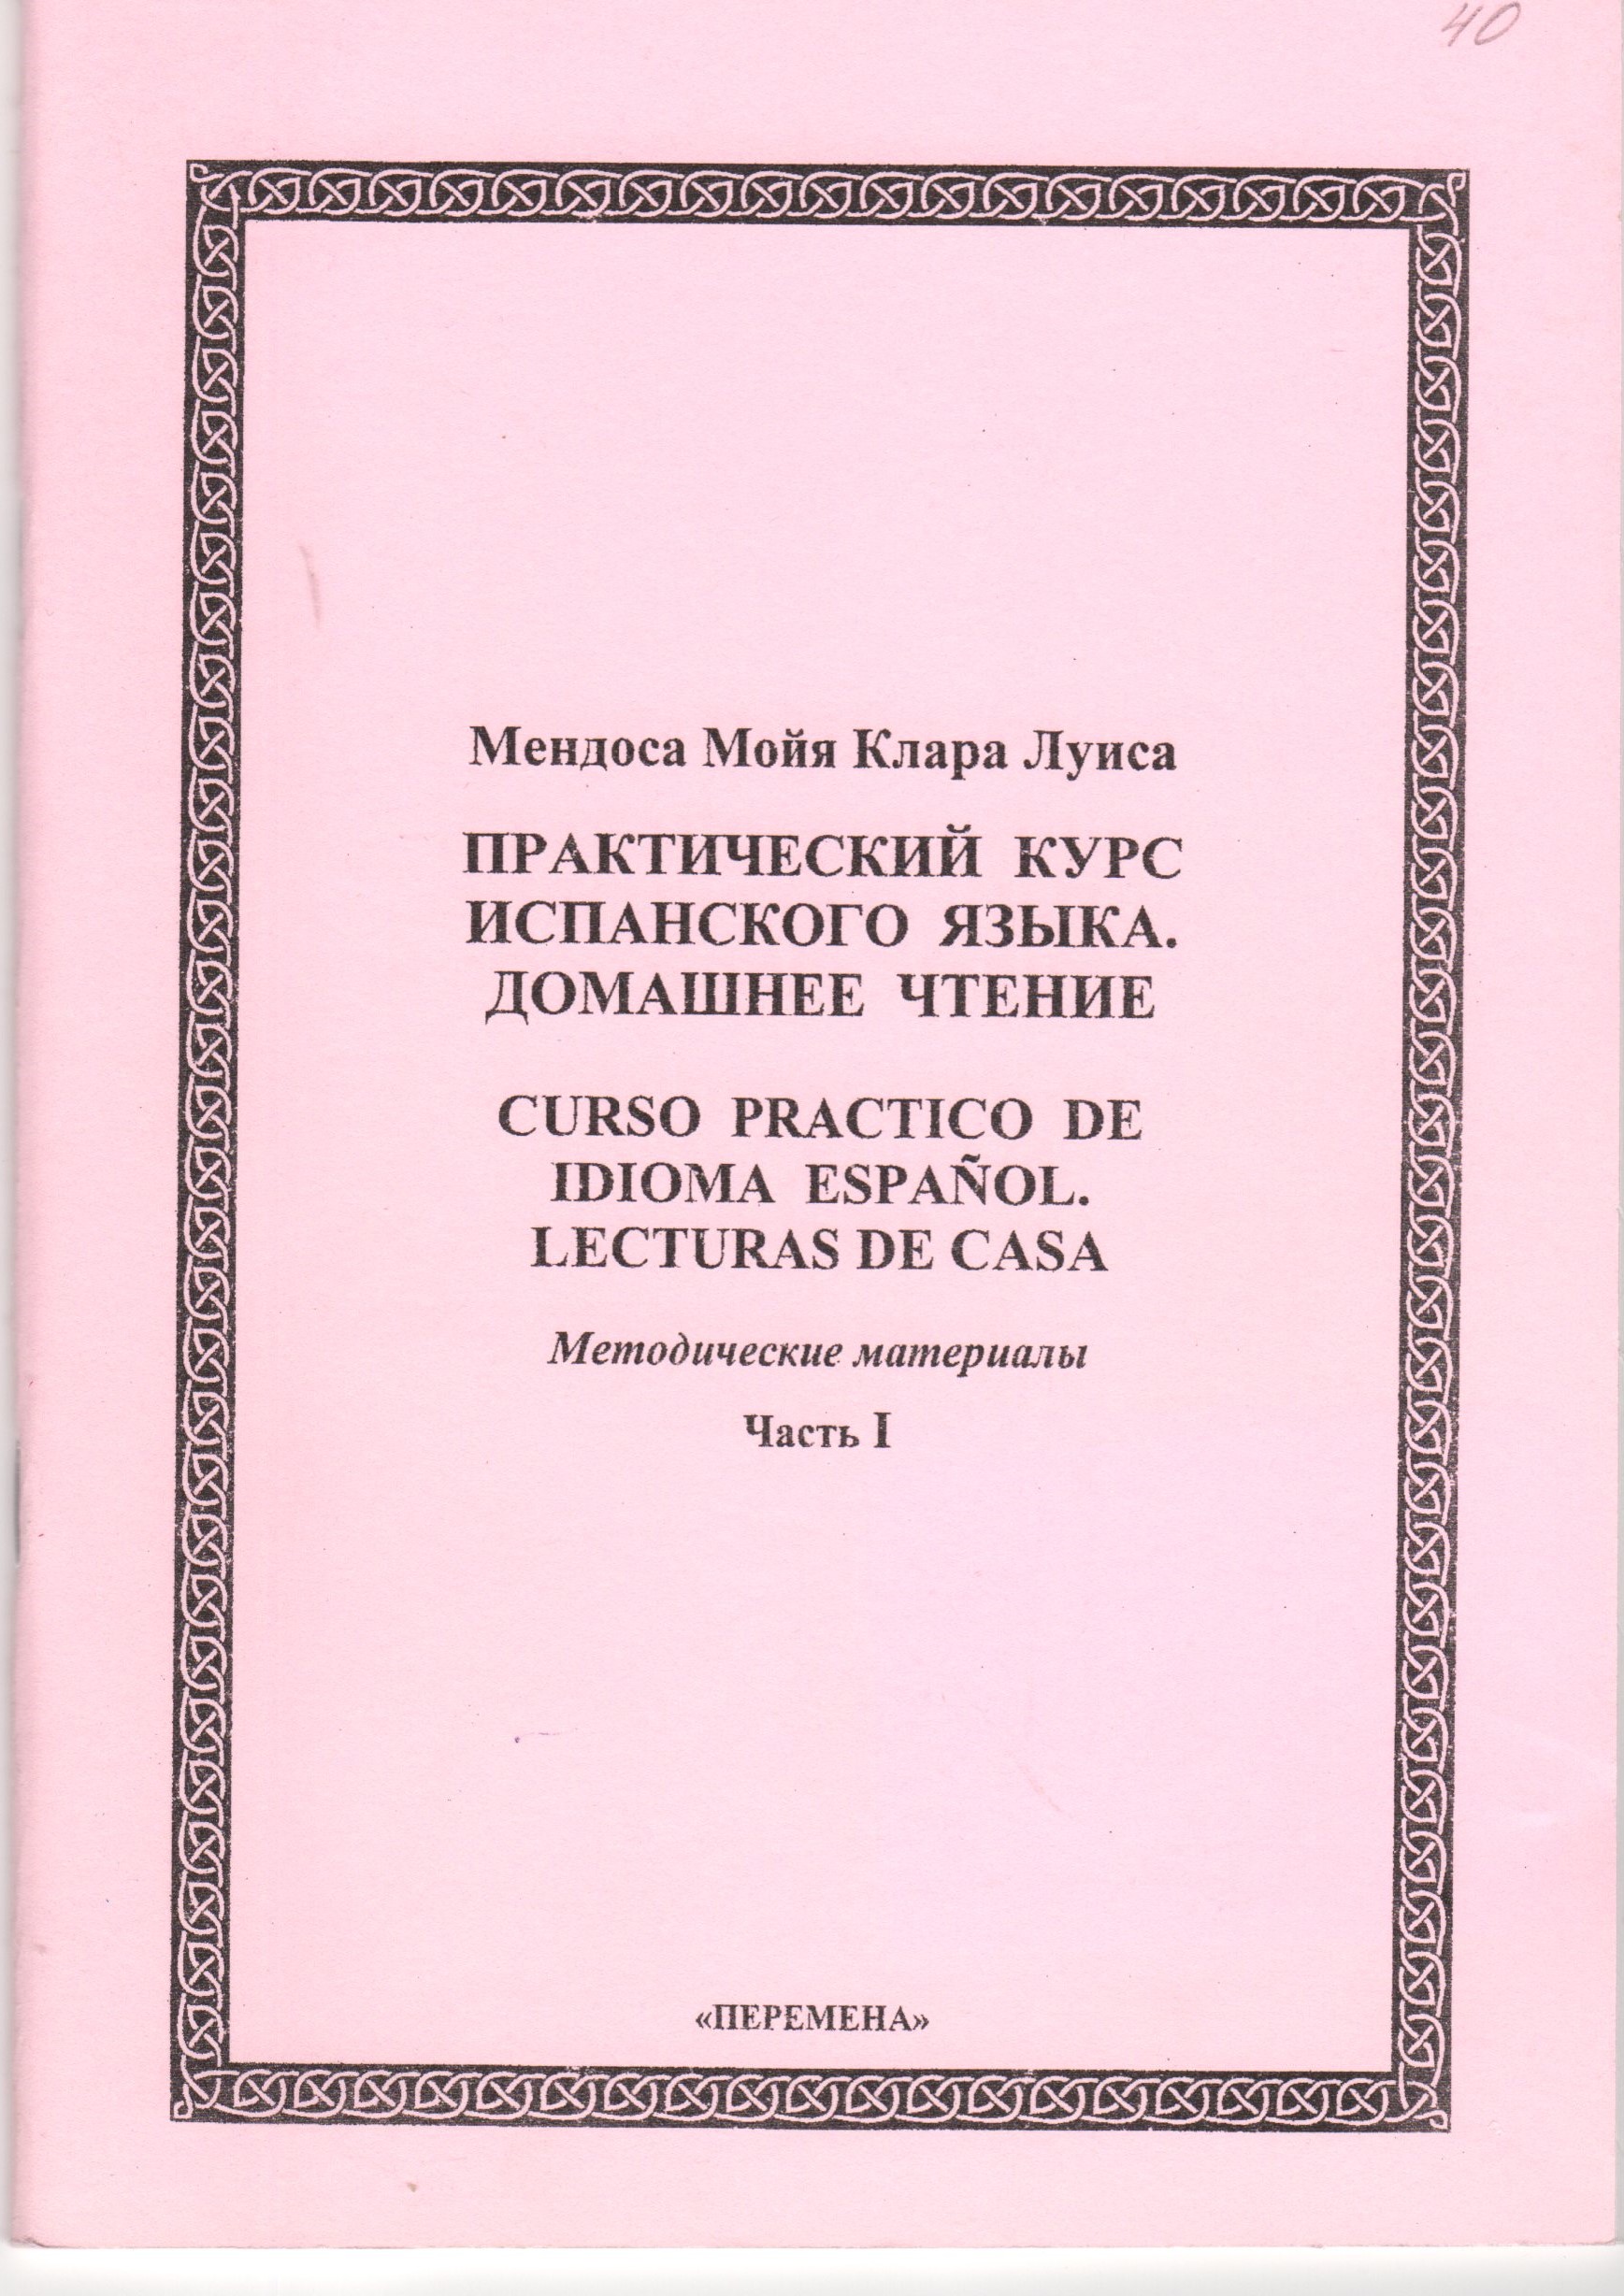 40
Мендоса Мойя Клара Луиса
ПРАКТИЧЕСКИЙ КУРС
ИСПАНСКОГО ЯЗЫКА.
ДОМАШНЕЕ ЧТЕНИЕ
CURSO PRACTICO DE
IDIOMA ESPAÑOL.
LECTURAS DE CASA
Методические материалы
Часть I
«ПЕРЕМЕНА»